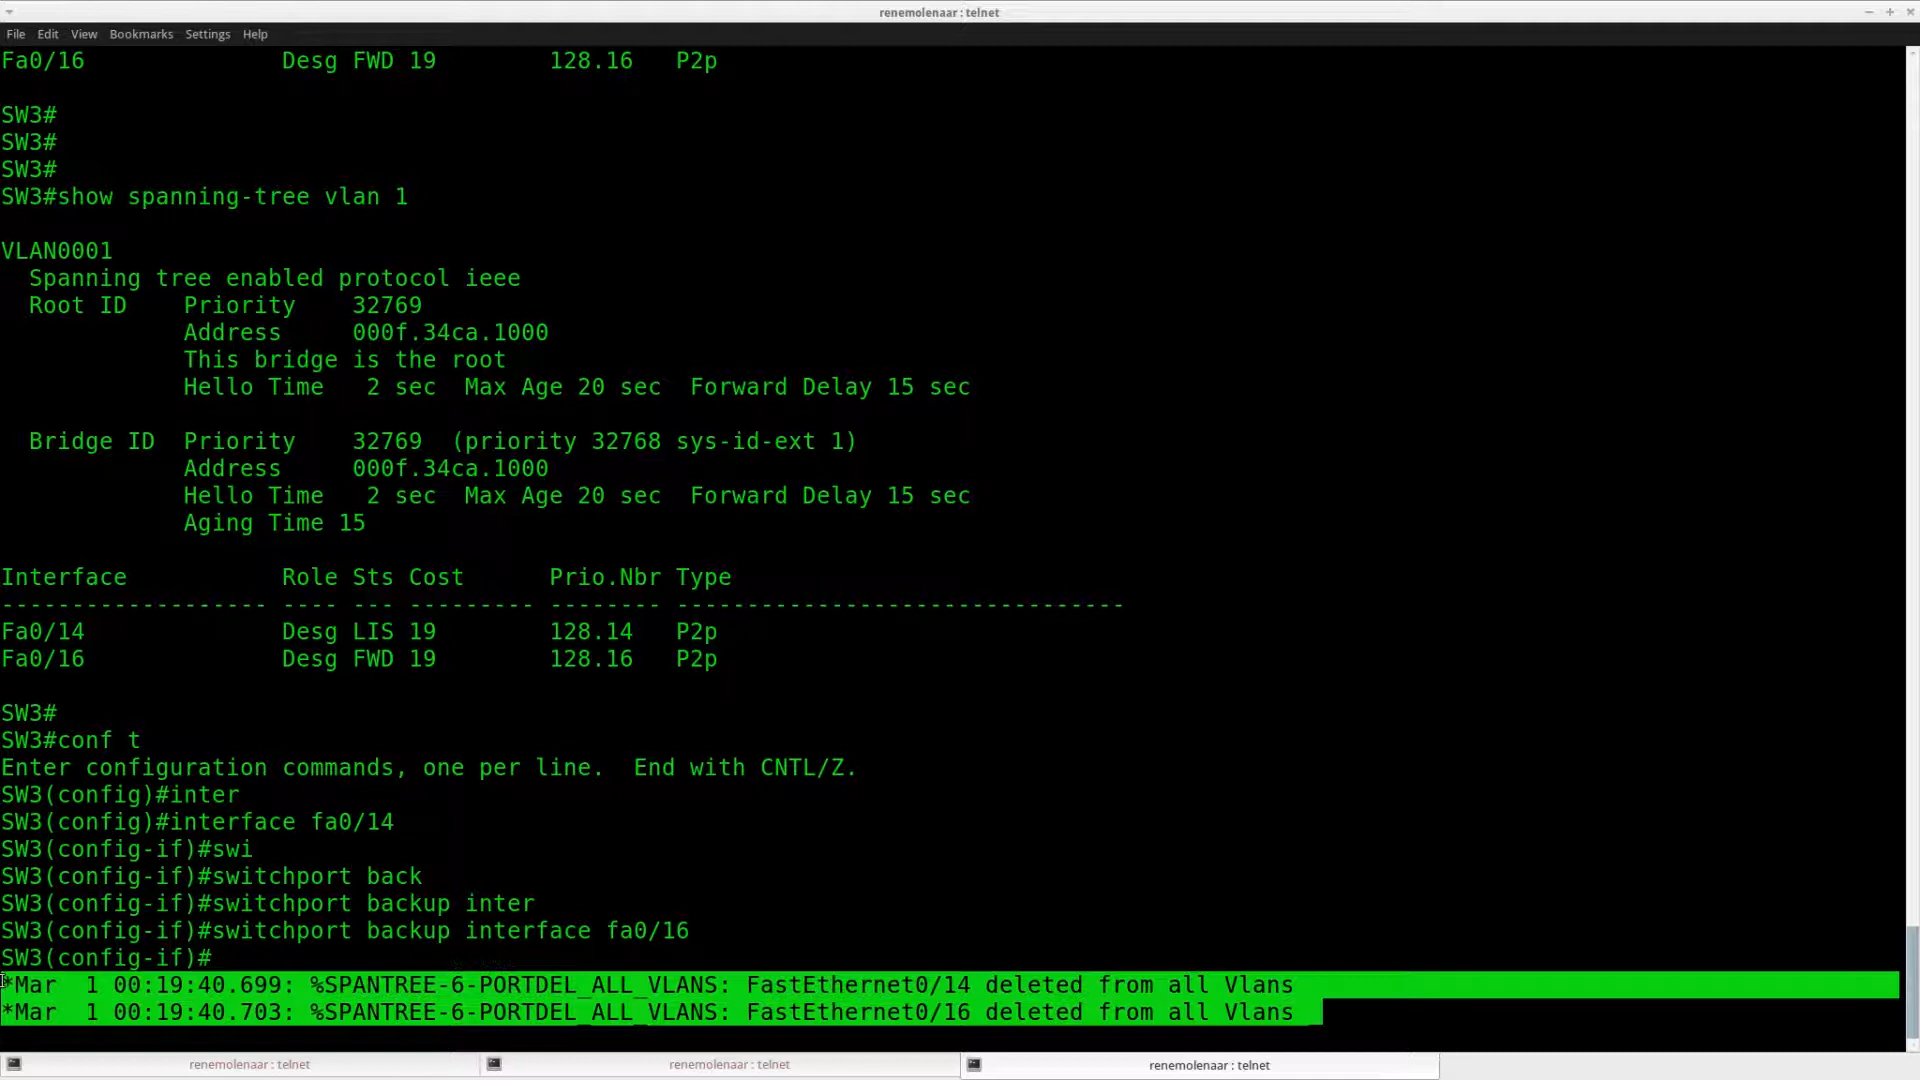 renemolenaar : telnet
File Edit View Bookmarks Settings Help
Fa0/16              Desg FWD 19        128.16   P2p
SW3#
SW3#
SW3#
SW3#show spanning-tree vlan 1
VLAN0001
  Spanning tree enabled protocol ieee
  Root ID    Priority    32769
             Address     000f.34ca.1000
             This bridge is the root
             Hello Time   2 sec  Max Age 20 sec  Forward Delay 15 sec
  Bridge ID  Priority    32769  (priority 32768 sys-id-ext 1)
             Address     000f.34ca.1000
             Hello Time   2 sec  Max Age 20 sec  Forward Delay 15 sec
             Aging Time 15
Interface           Role Sts Cost      Prio.Nbr Type
------------------- ---- --- --------- -------- --------------------------------
Fa0/14              Desg LIS 19        128.14   P2p
Fa0/16              Desg FWD 19        128.16   P2p
SW3#
SW3#conf t
Enter configuration commands, one per line.  End with CNTL/Z.
SW3(config)#inter
SW3(config)#interface fa0/14
SW3(config-if)#swi
SW3(config-if)#switchport back
SW3(config-if)#switchport backup inter
SW3(config-if)#switchport backup interface fa0/16
SW3(config-if)#
*Mar  1 00:19:40.699: %SPANTREE-6-PORTDEL_ALL_VLANS: FastEthernet0/14 deleted from all Vlans
*Mar  1 00:19:40.703: %SPANTREE-6-PORTDEL_ALL_VLANS: FastEthernet0/16 deleted from all Vlans
renemolenaar : telnet renemolenaar : telnet renemolenaar : telnet